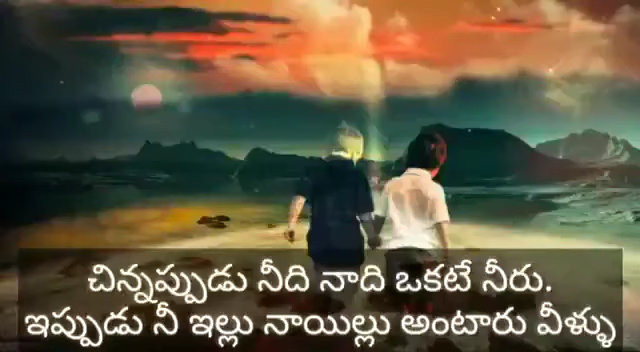 చిన్నప్పుడు నీది నాది ఒకటే నీరు.
ఇప్పుడు నీ ఇల్లు నాయిల్లు అంటారు వీళ్ళు